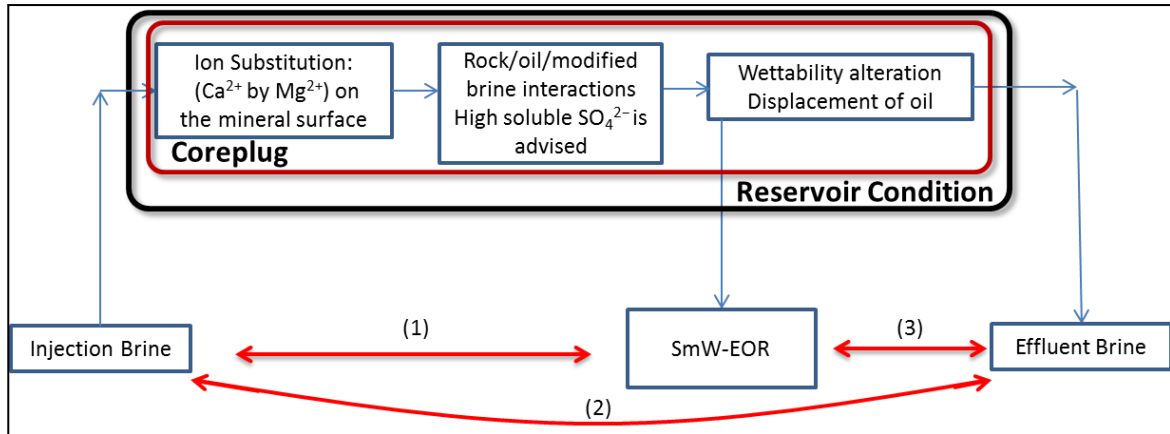 Ion Substitution:
(Ca²⁺ by Mg²⁺) on
the mineral surface
Rock/oil/modified
brine interactions
High soluble SO₄²⁻ is
advised
Wettability alteration
Displacement of oil
Coreplug
Reservoir Condition
(1)
(3)
Injection Brine
SmW-EOR
Effluent Brine
(2)